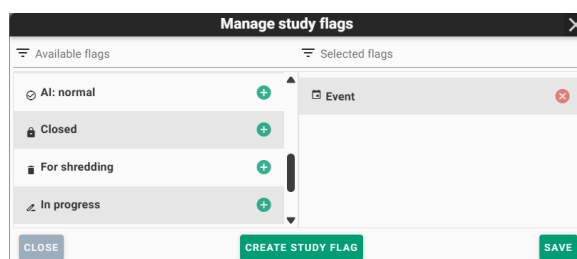 Manage study flags
Available flags
Selected flags
AI: normal
Event
Closed
For shredding
In progress
CLOSE
CREATE STUDY FLAG
SAVE